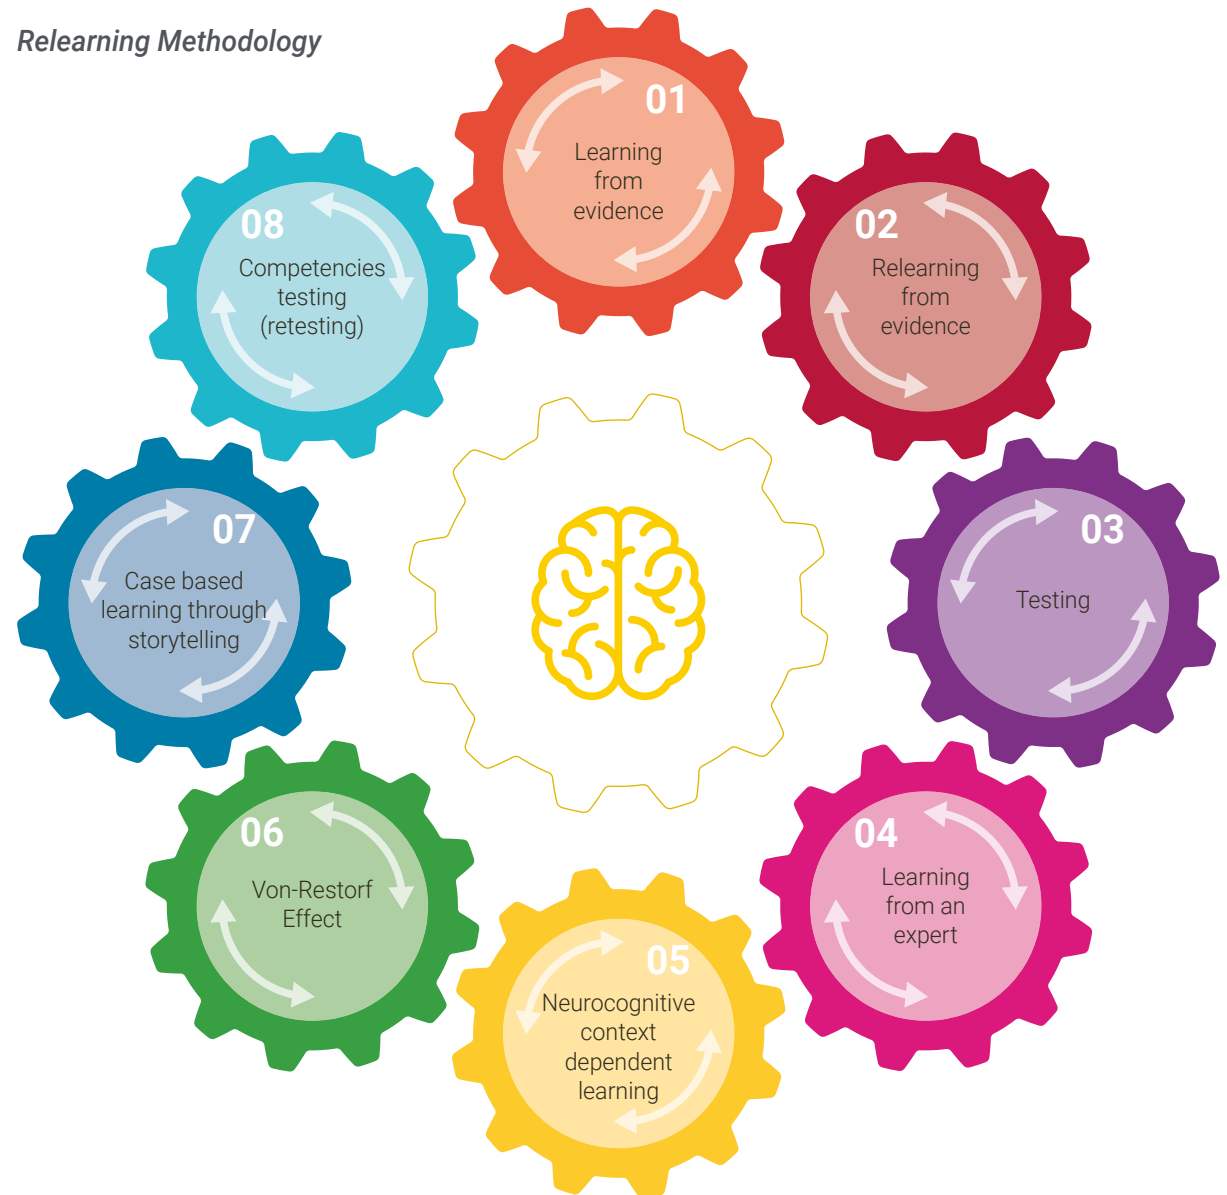 Relearning Methodology
01
Learning
from
evidence
02
Relearning
from
evidence
03
Testing
04
Learning
from an
expert
05
Neurocognitive
context
dependent
learning
06
Von-Restorf
Effect
07
Case based
learning through
storytelling
08
Competencies
testing
(retesting)